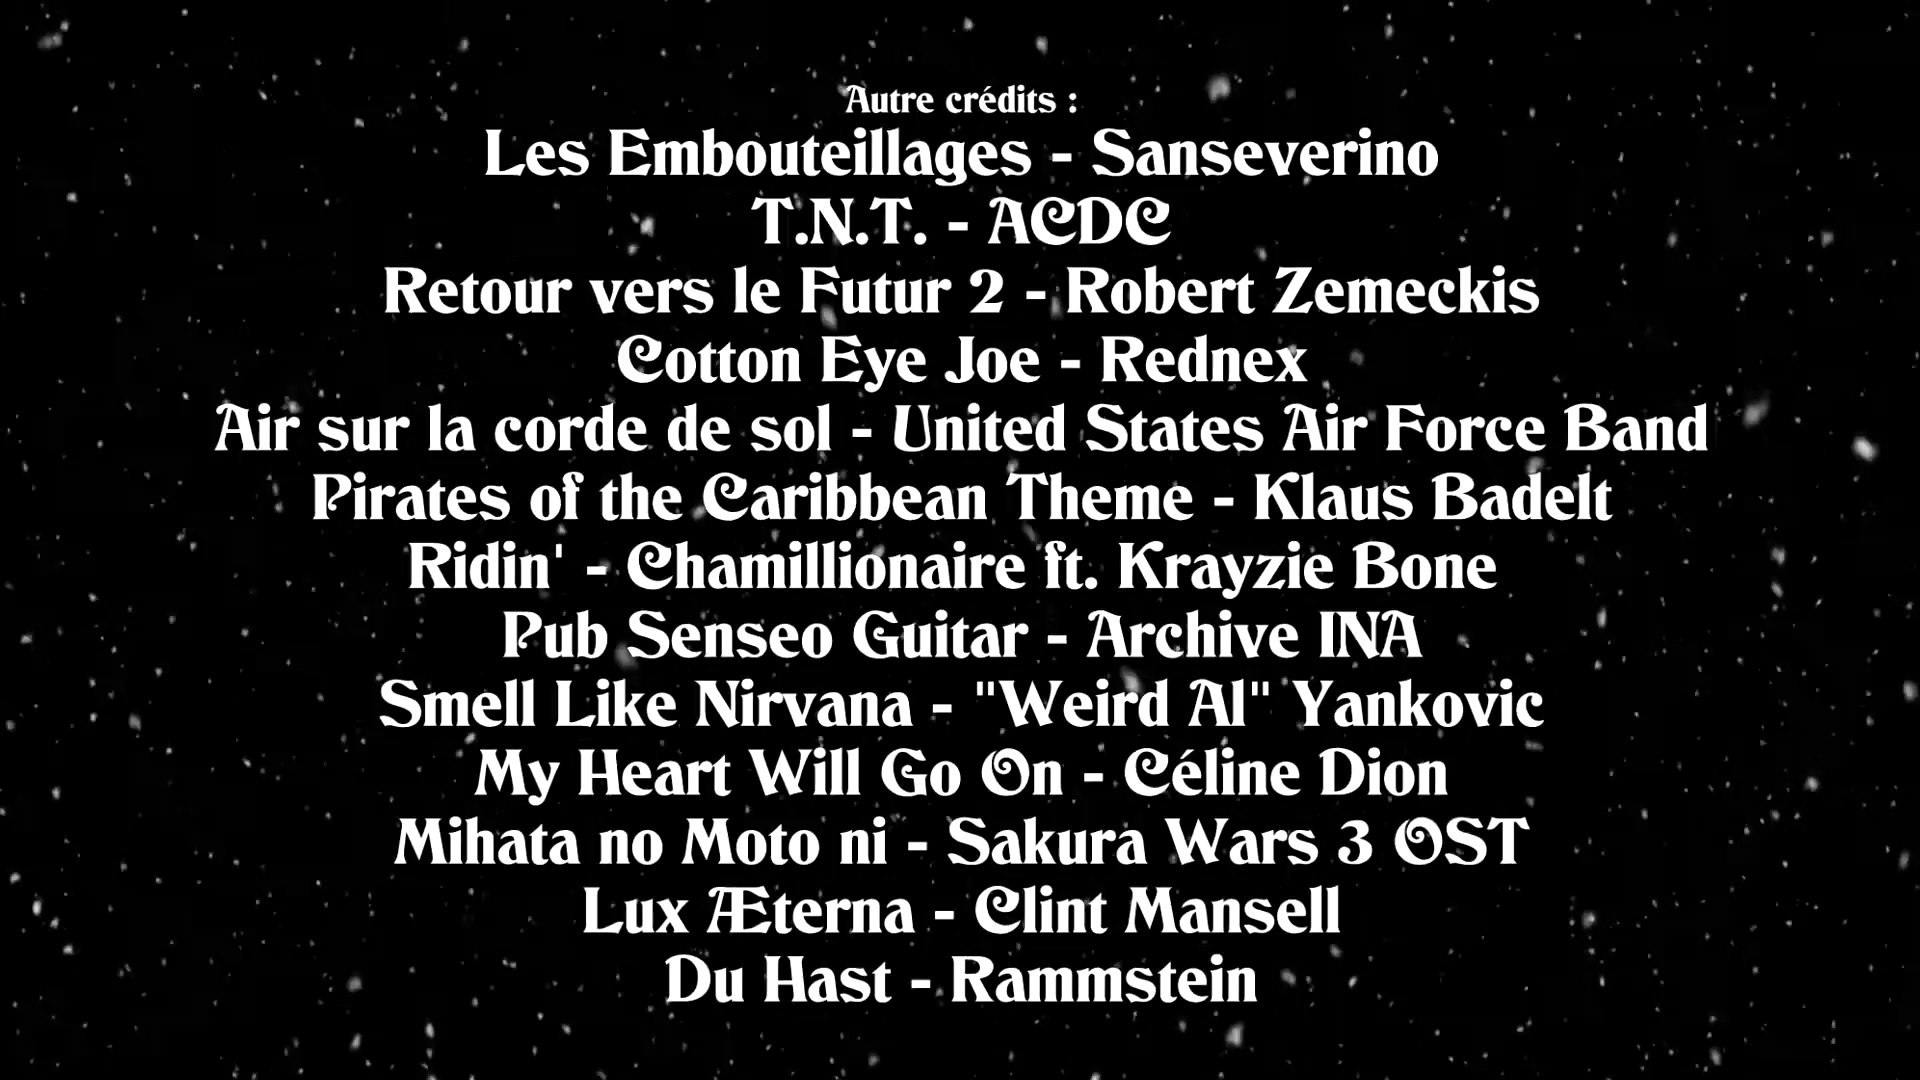 Autre crédits :
Les Embouteillages - Sanseverino
T.N.T. - ACDC
Retour vers le Futur 2 - Robert Zemeckis
Cotton Eye Joe - Rednex
Air sur la corde de sol - United States Air Force Band
Pirates of the Caribbean Theme - Klaus Badelt
Ridin' - Chamillionaire ft. Krayzie Bone
Pub Senseo Guitar - Archive INA
Smell Like Nirvana - "Weird Al" Yankovic
My Heart Will Go On - Céline Dion
Mihata no Moto ni - Sakura Wars 3 OST
Lux Æterna - Clint Mansell
Du Hast - Rammstein